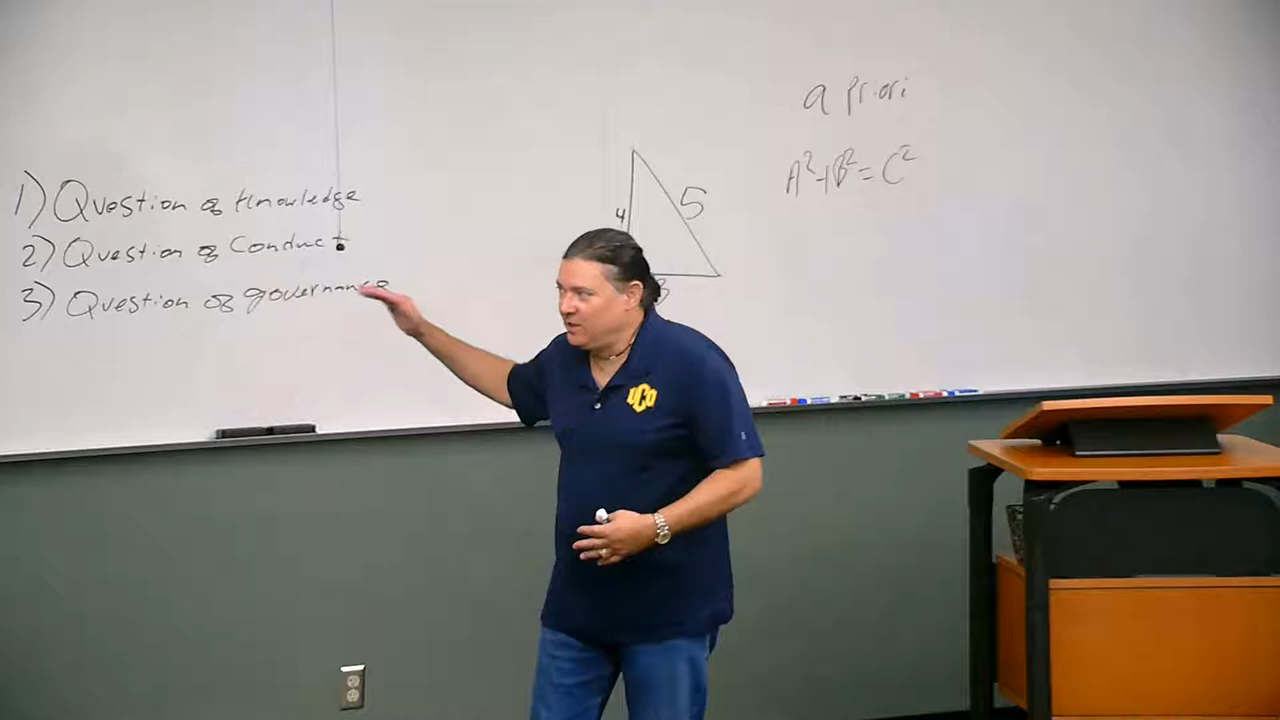 1) Question of Knowledge
2) Question of Conduct
3) Question of governance
4
5
3
a priori
A²+B²=C²
UCO